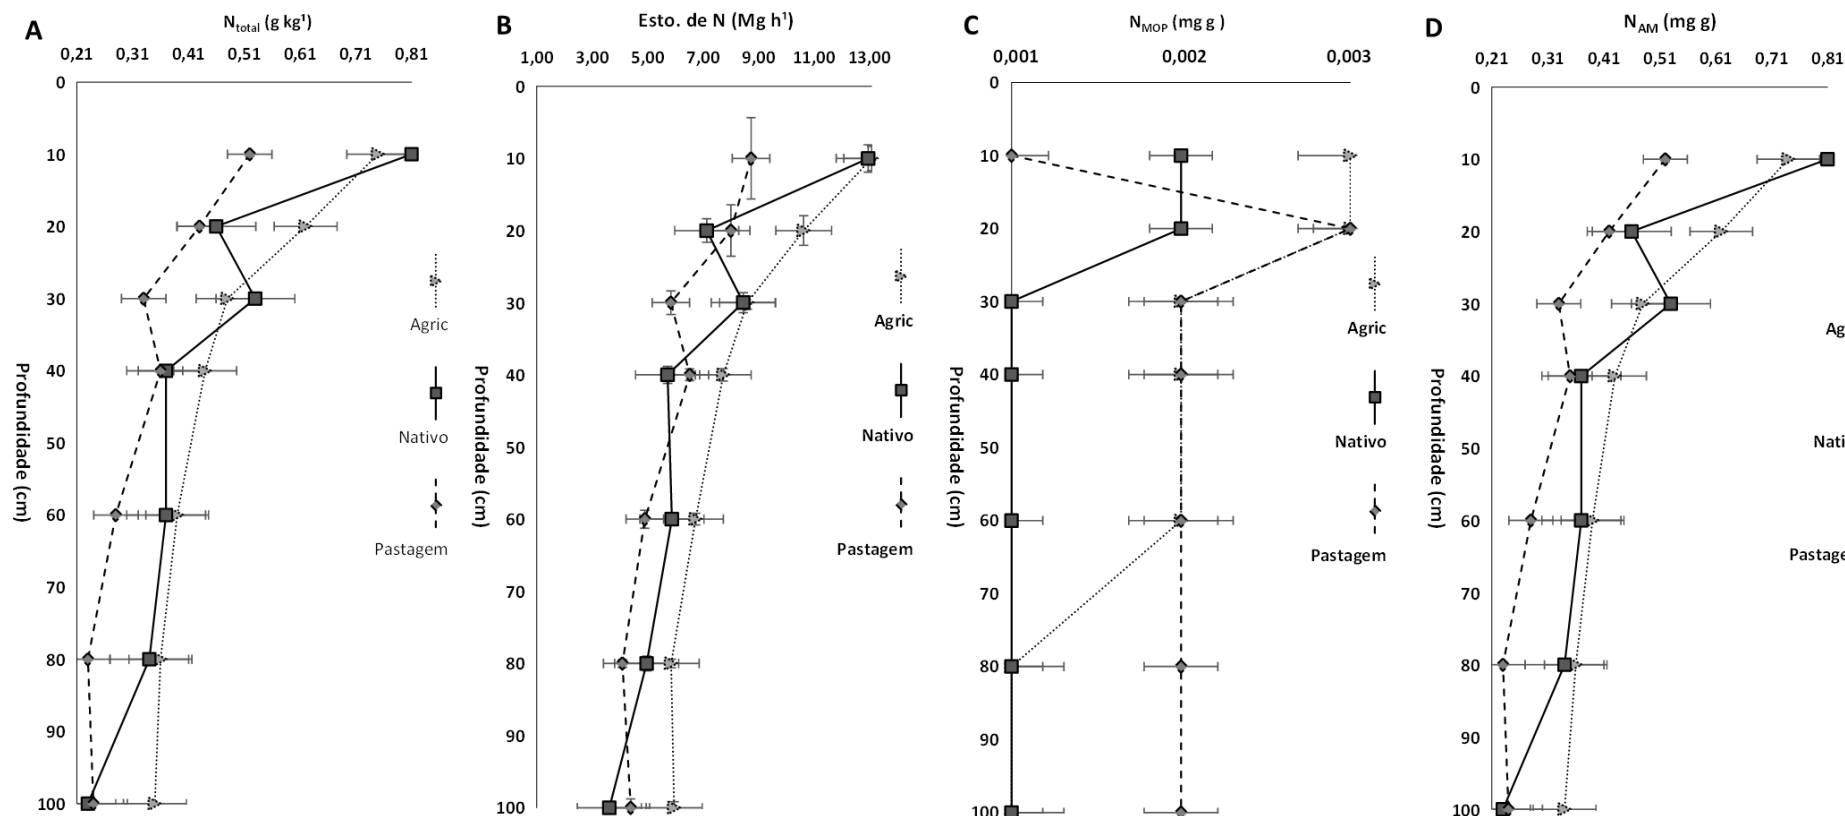 A
N total (g kg¹)
0,21 0,31 0,41 0,51 0,61 0,71 0,81
0
10
20
30
40
50
60
70
80
90
100
Profundidade (cm)
Agric
Nativo
Pastagem
B
Esto. de N (Mg h¹)
1,00 3,00 5,00 7,00 9,00 11,00 13,00
0
10
20
30
40
50
60
70
80
90
100
Profundidade (cm)
Agric
Nativo
Pastagem
C
N MOP (mg g )
0,001 0,002 0,003
0
10
20
30
40
50
60
70
80
90
100
Profundidade (cm)
Agric
Nativo
Pastagem
D
N AM (mg g)
0,21 0,31 0,41 0,51 0,61 0,71 0,81
0
10
20
30
40
50
60
70
80
90
100
Profundidade (cm)
Ag
Nati
Pastage